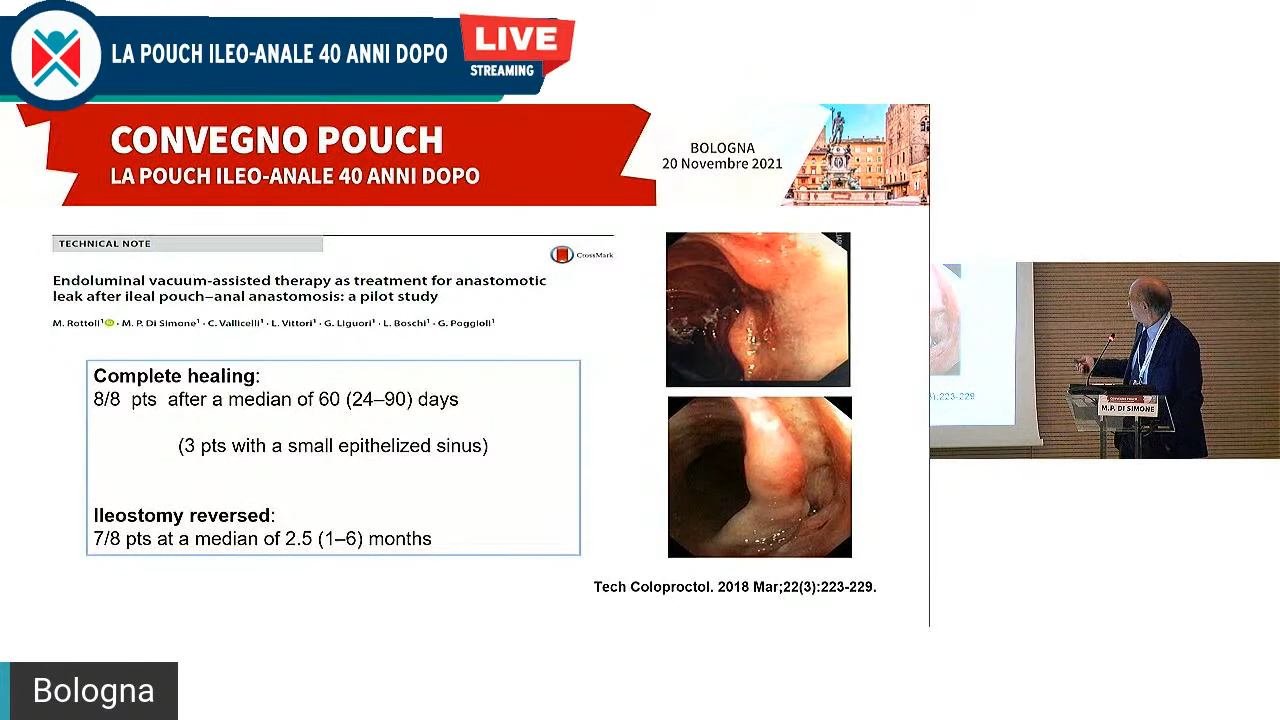 LA POUCH ILEO-ANALE 40 ANNI DOPO
LIVE
STREAMING
CONVEGNO POUCH
LA POUCH ILEO-ANALE 40 ANNI DOPO
BOLOGNA
20 Novembre 2021
TECHNICAL NOTE
CrossMark
Endoluminal vacuum-assisted therapy as treatment for anastomotic
leak after ileal pouch–anal anastomosis: a pilot study
M. Rottoli¹ · M. P. Di Simone¹ · C. Vallicelli¹ · L. Vittori¹ · G. Liguori¹ · L. Boschi¹ · G. Poggioli¹
Complete healing:
8/8 pts after a median of 60 (24–90) days
(3 pts with a small epithelized sinus)
Ileostomy reversed:
7/8 pts at a median of 2.5 (1–6) months
Tech Coloproctol. 2018 Mar;22(3):223-229.
):223-229
CONVEGNO POUCH
M.P. DI SIMONE
Bologna